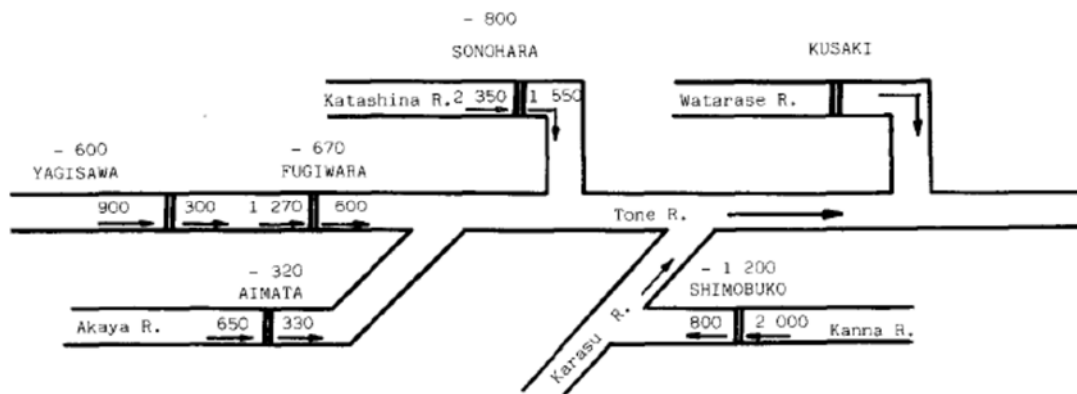 - 800
SONOHARA
KUSAKI
Katashina R.
2 350
1 550
Watarase R.
- 600
YAGISAWA
- 670
FUGIWARA
900
300
1 270
600
Tone R.
- 320
AIMATA
- 1 200
SHIMOBUKO
Akaya R.
650
330
Karasu R.
800
2 000
Kanna R.